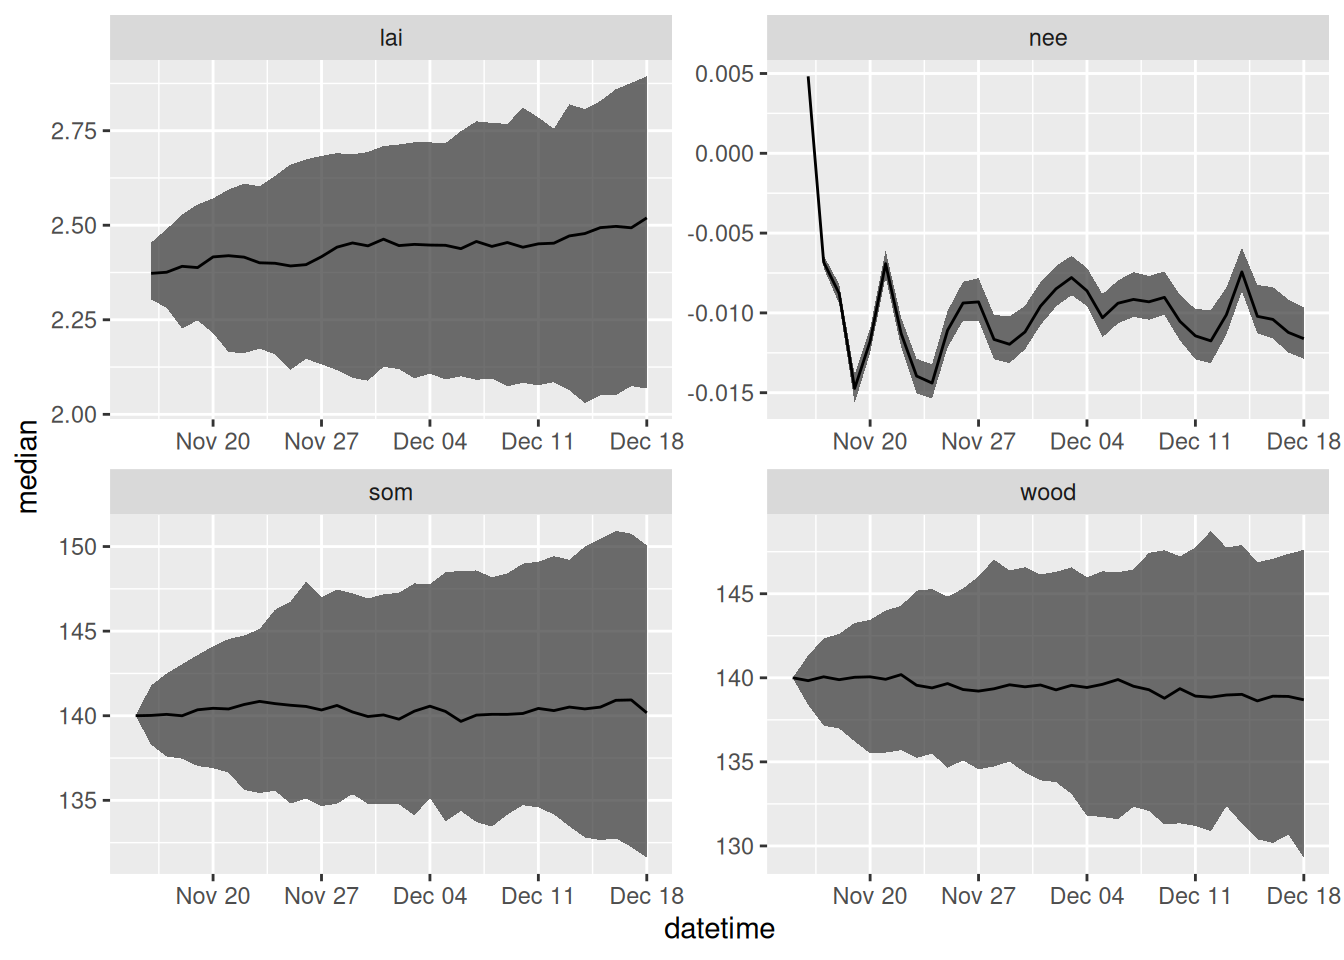 lai
nee
2.75
2.50
2.25
2.00
0.005
0.000
-0.005
-0.010
-0.015
Nov 20 Nov 27 Dec 04 Dec 11 Dec 18
Nov 20 Nov 27 Dec 04 Dec 11 Dec 18
median
som
wood
150
145
140
135
145
140
135
130
Nov 20 Nov 27 Dec 04 Dec 11 Dec 18
Nov 20 Nov 27 Dec 04 Dec 11 Dec 18
datetime